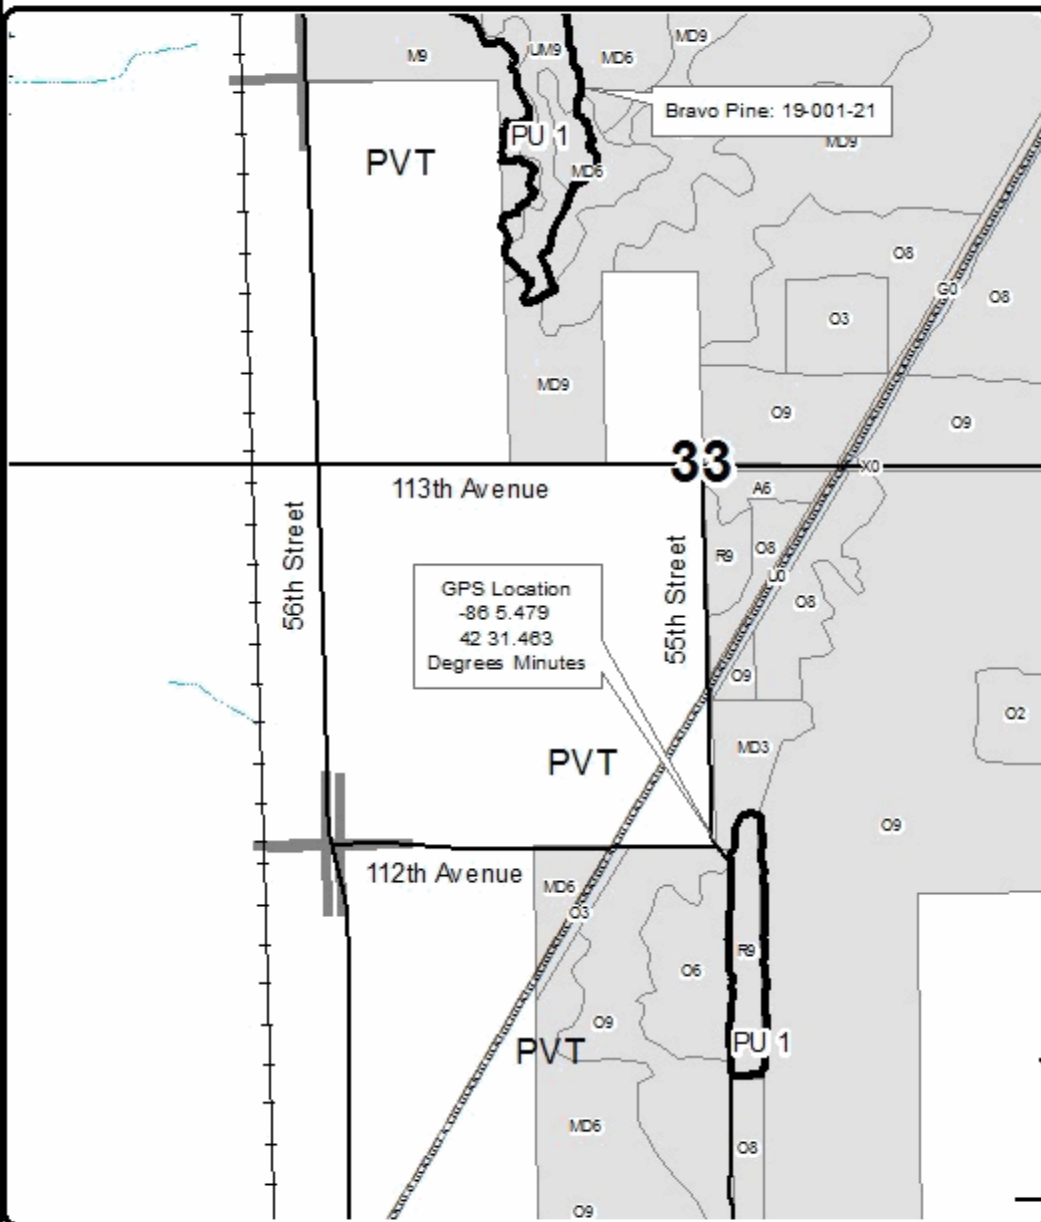 MD9
M9
UM9
MD6
Bravo Pine: 19-001-21
PU 1
MD9
PVT
MD6
O8
G0
O8
O3
MD9
O9
O9
33
X0
113th Avenue
A6
56th Street
55th Street
R9
O8
U0
O8
GPS Location
-86 5.479
42 31.463
Degrees Minutes
O9
O2
MD3
PVT
O9
112th Avenue
MD6
O3
R9
O6
O9
PU 1
PVT
MD6
O8
O9